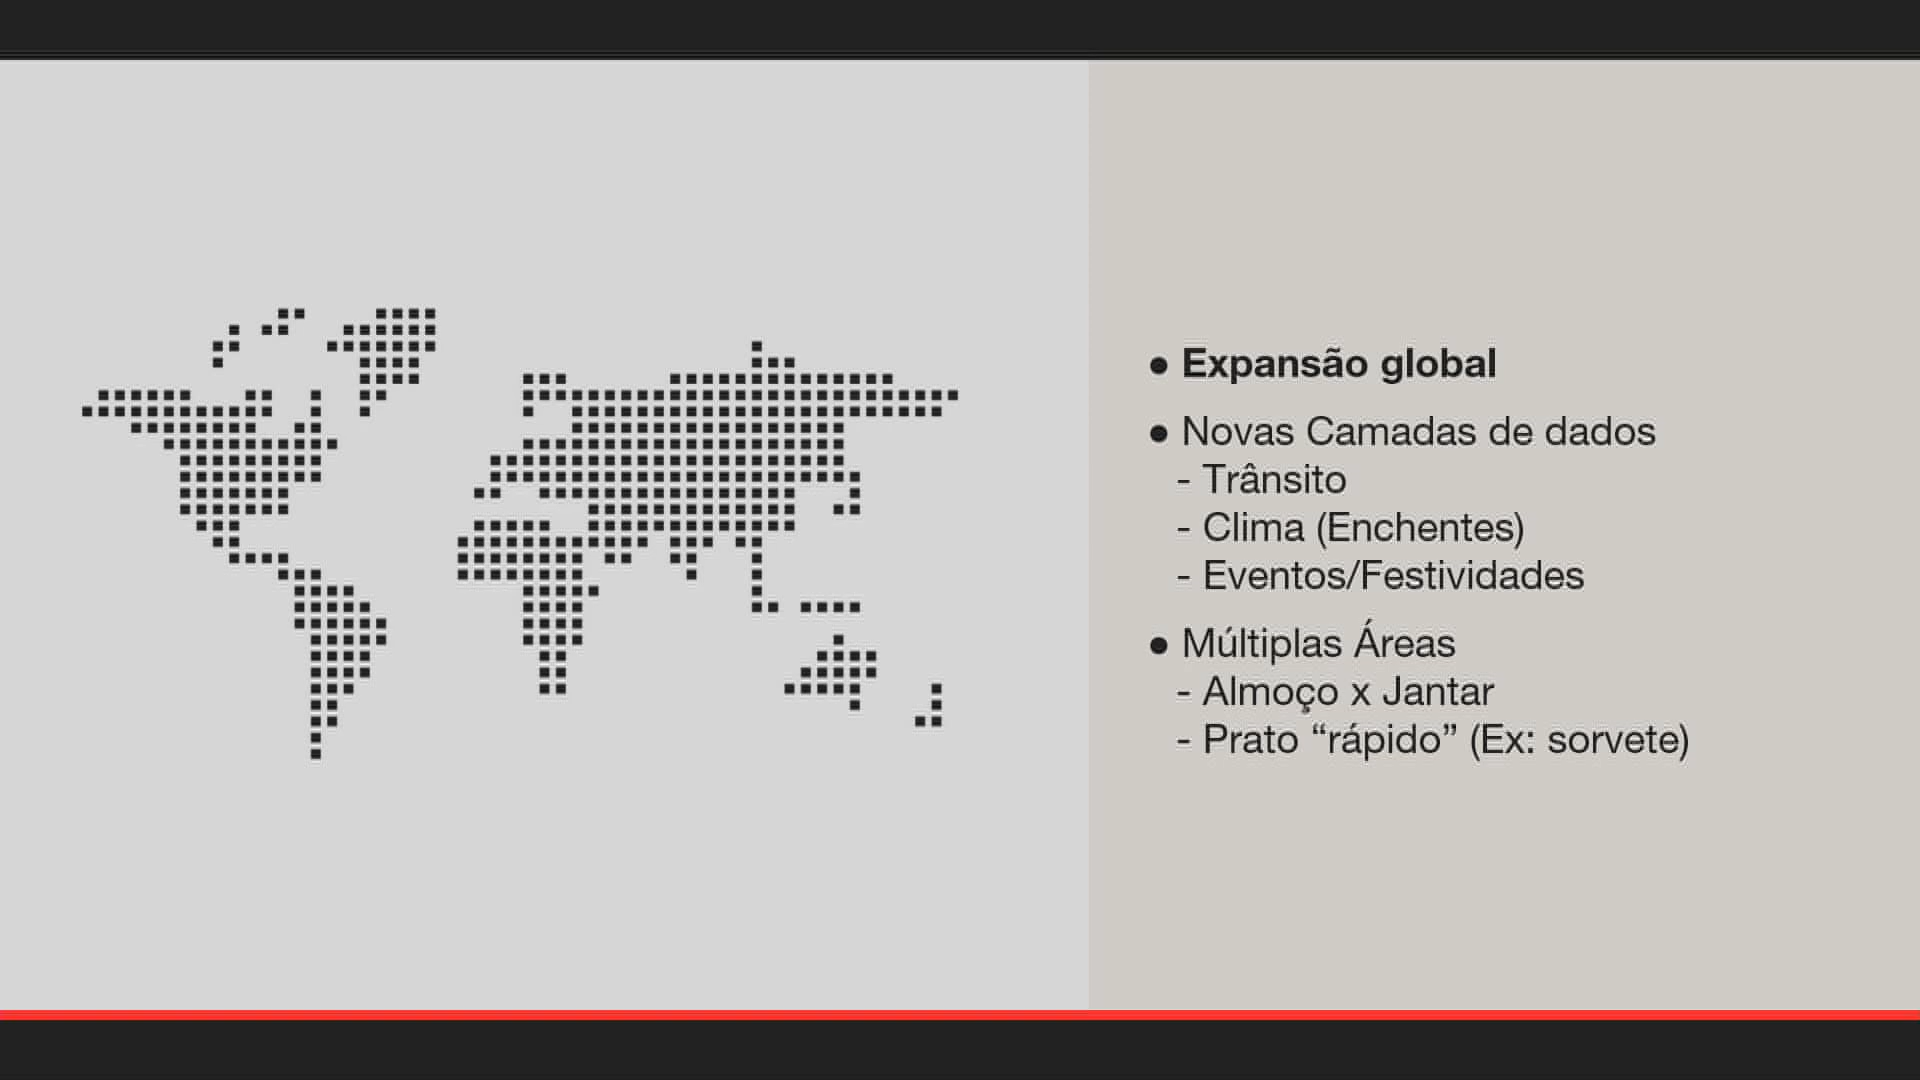 ● Expansão global
● Novas Camadas de dados
- Trânsito
- Clima (Enchentes)
- Eventos/Festividades
● Múltiplas Áreas
- Almoço x Jantar
- Prato “rápido” (Ex: sorvete)